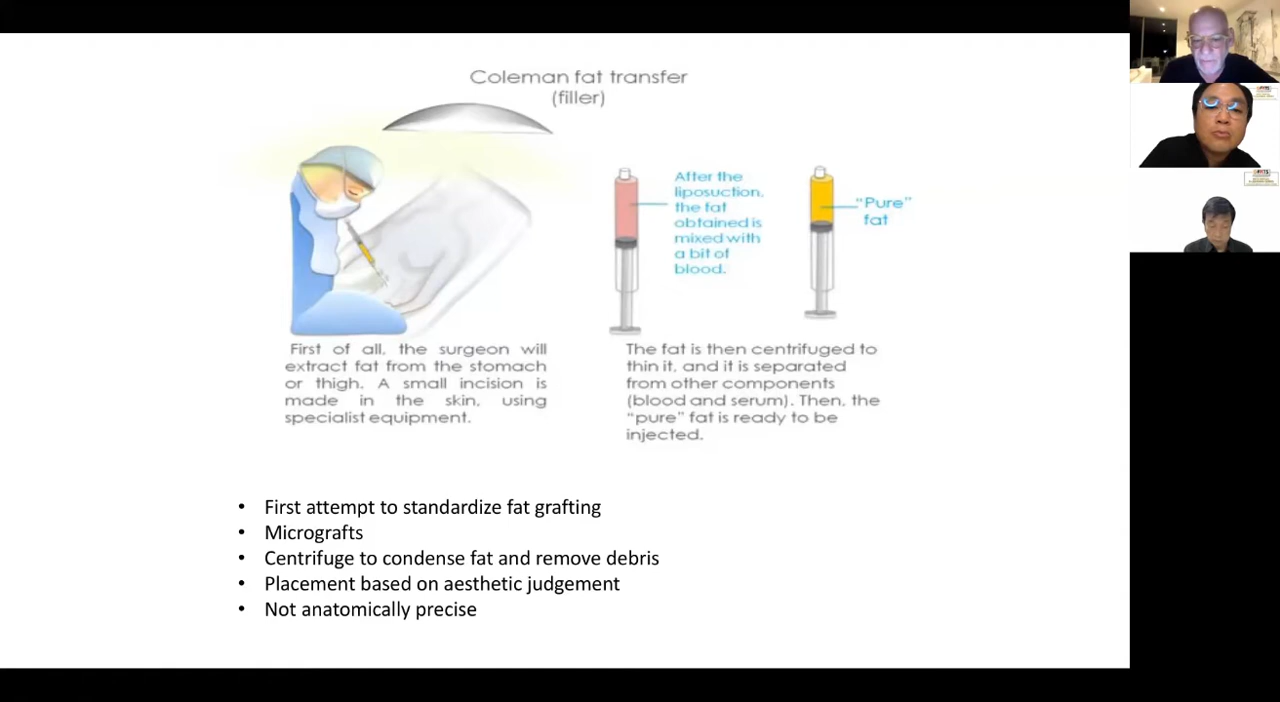 Coleman fat transfer
(filler)
After the
liposuction,
the fat
obtained is
mixed with
a bit of
blood.
"Pure"
fat
First of all, the surgeon will
extract fat from the stomach
or thigh. A small incision is
made in the skin, using
specialist equipment.
The fat is then centrifuged to
thin it, and it is separated
from other components
(blood and serum). Then, the
"pure" fat is ready to be
injected.
• First attempt to standardize fat grafting
• Micrografts
• Centrifuge to condense fat and remove debris
• Placement based on aesthetic judgement
• Not anatomically precise